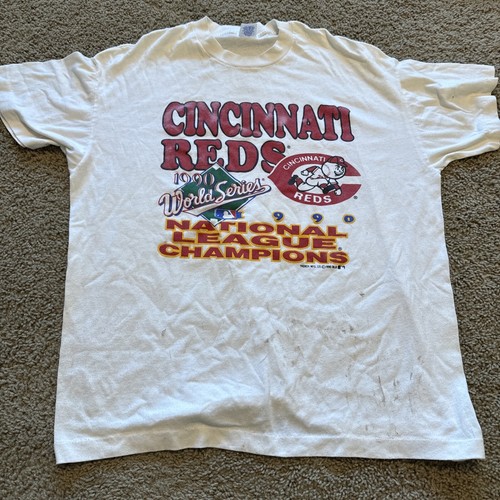 CINCINNATI
REDS
CINCINNATI
REDS
1990
World Series
1990
NATIONAL
LEAGUE
CHAMPIONS